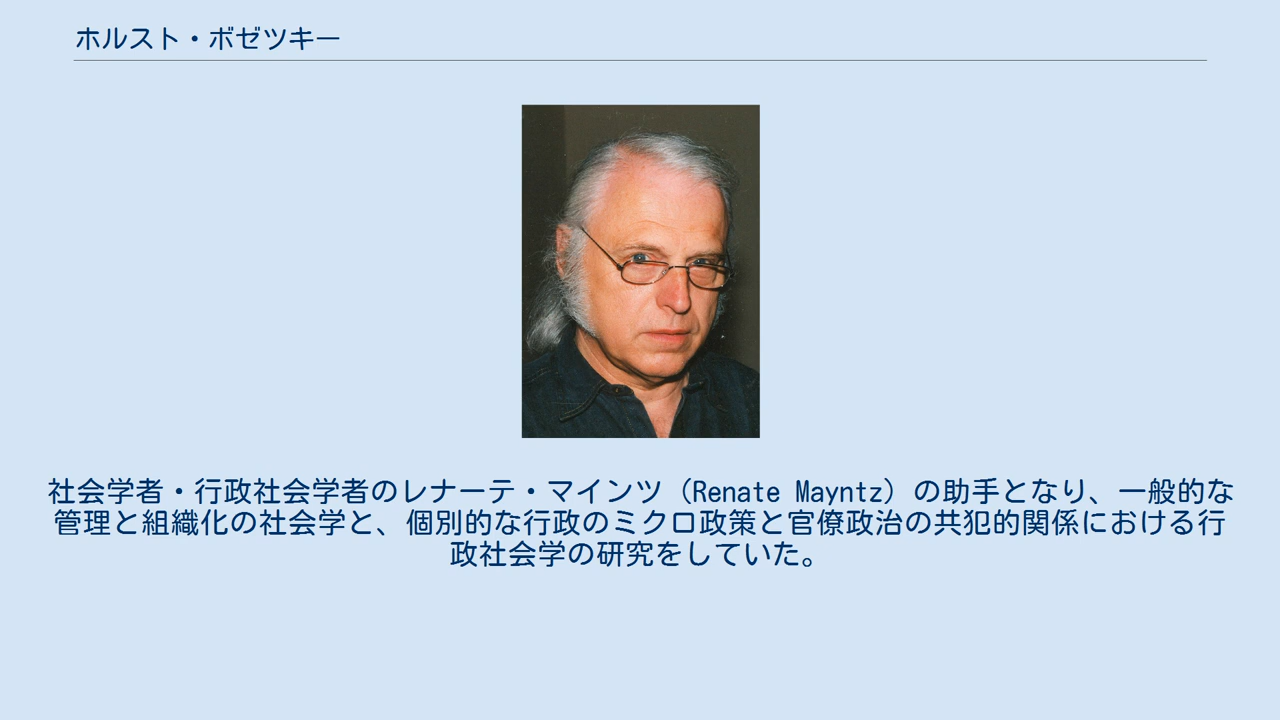 ホルスト・ボゼツキー
社会学者・行政社会学者のレナーテ・マインツ（Renate Mayntz）の助手となり、一般的な
管理と組織化の社会学と、個別的な行政のミクロ政策と官僚政治の共犯的関係における行
政社会学の研究をしていた。